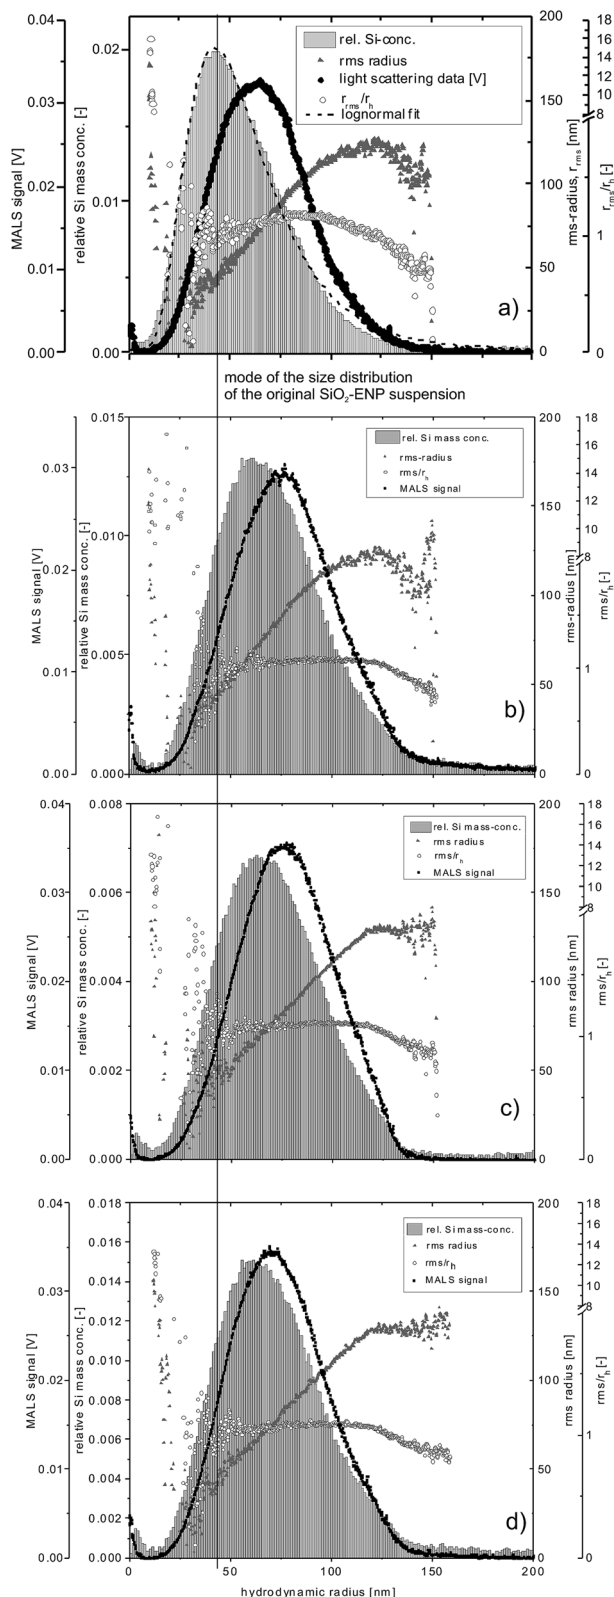 rel. Si-conc.
rms radius
light scattering data [V]
r_rms/r_h
lognormal fit
MALS signal [V]
0.04
0.03
0.02
0.01
0.00
relative Si mass conc. [-]
0.02
0.01
0.00
200
150
100
50
0
rms-radius, r_rms [nm]
18
16
14
12
10
8
1
0
r_rms/r_h [-]
a)
mode of the size distribution
of the original SiO₂-ENP suspension
rel. Si mass conc.
rms-radius
rms/r_h
MALS signal
MALS signal [V]
0.03
0.02
0.01
0.00
relative Si mass conc. [-]
0.015
0.010
0.005
0.000
200
150
100
50
0
rms-radius [nm]
18
16
14
12
10
8
1
0
rms/r_h [-]
b)
rel. Si mass-conc.
rms radius
rms/r_h
MALS signal
MALS signal [V]
0.04
0.03
0.02
0.01
0.00
relative Si mass conc. [-]
0.008
0.006
0.004
0.002
0.000
200
150
100
50
0
rms radius [nm]
18
16
14
12
10
8
1
0
rms/r_h [-]
c)
rel. Si mass-conc.
rms radius
rms/r_h
MALS signal
MALS signal [V]
0.04
0.03
0.02
0.01
0.00
relative Si mass conc. [-]
0.018
0.016
0.014
0.012
0.010
0.008
0.006
0.004
0.002
0.000
200
150
100
50
0
rms radius [nm]
18
16
14
12
10
8
1
0
rms/r_h [-]
d)
0
50
100
150
200
hydrodynamic radius [nm]